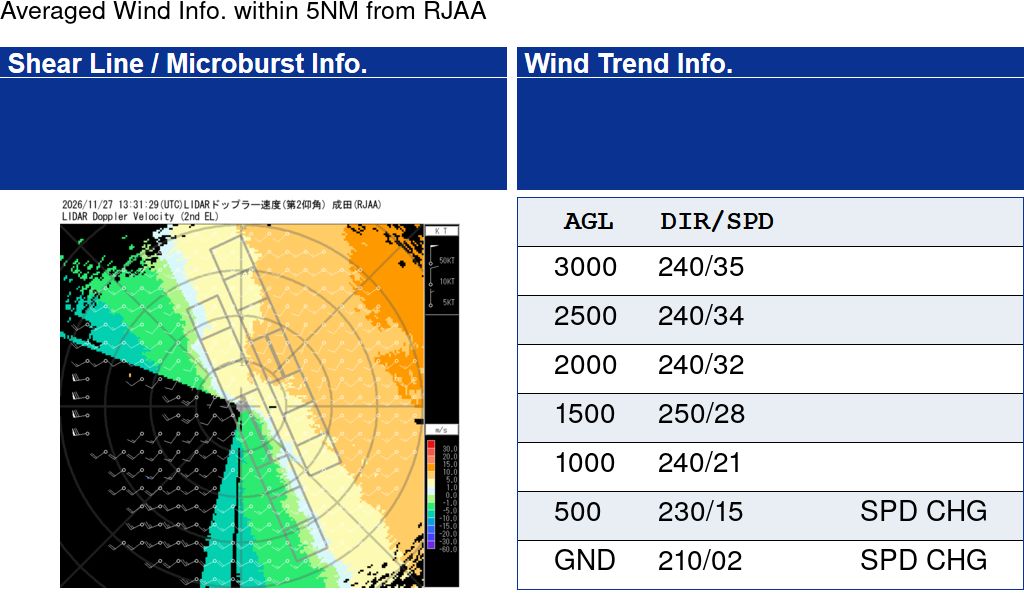 Averaged Wind Info. within 5NM from RJAA
Shear Line / Microburst Info.
Wind Trend Info.
2026/11/27 13:31:29(UTC)LIDARドップラー速度(第2仰角) 成田(RJAA)
LIDAR Doppler Velocity (2nd EL)
K T
50KT
10KT
5KT
m/s
30.0
20.0
15.0
10.0
5.0
1.0
0.0
-1.0
-5.0
-10.0
-15.0
-20.0
-30.0
-60.0
AGL DIR/SPD
3000 240/35
2500 240/34
2000 240/32
1500 250/28
1000 240/21
500 230/15 SPD CHG
GND 210/02 SPD CHG